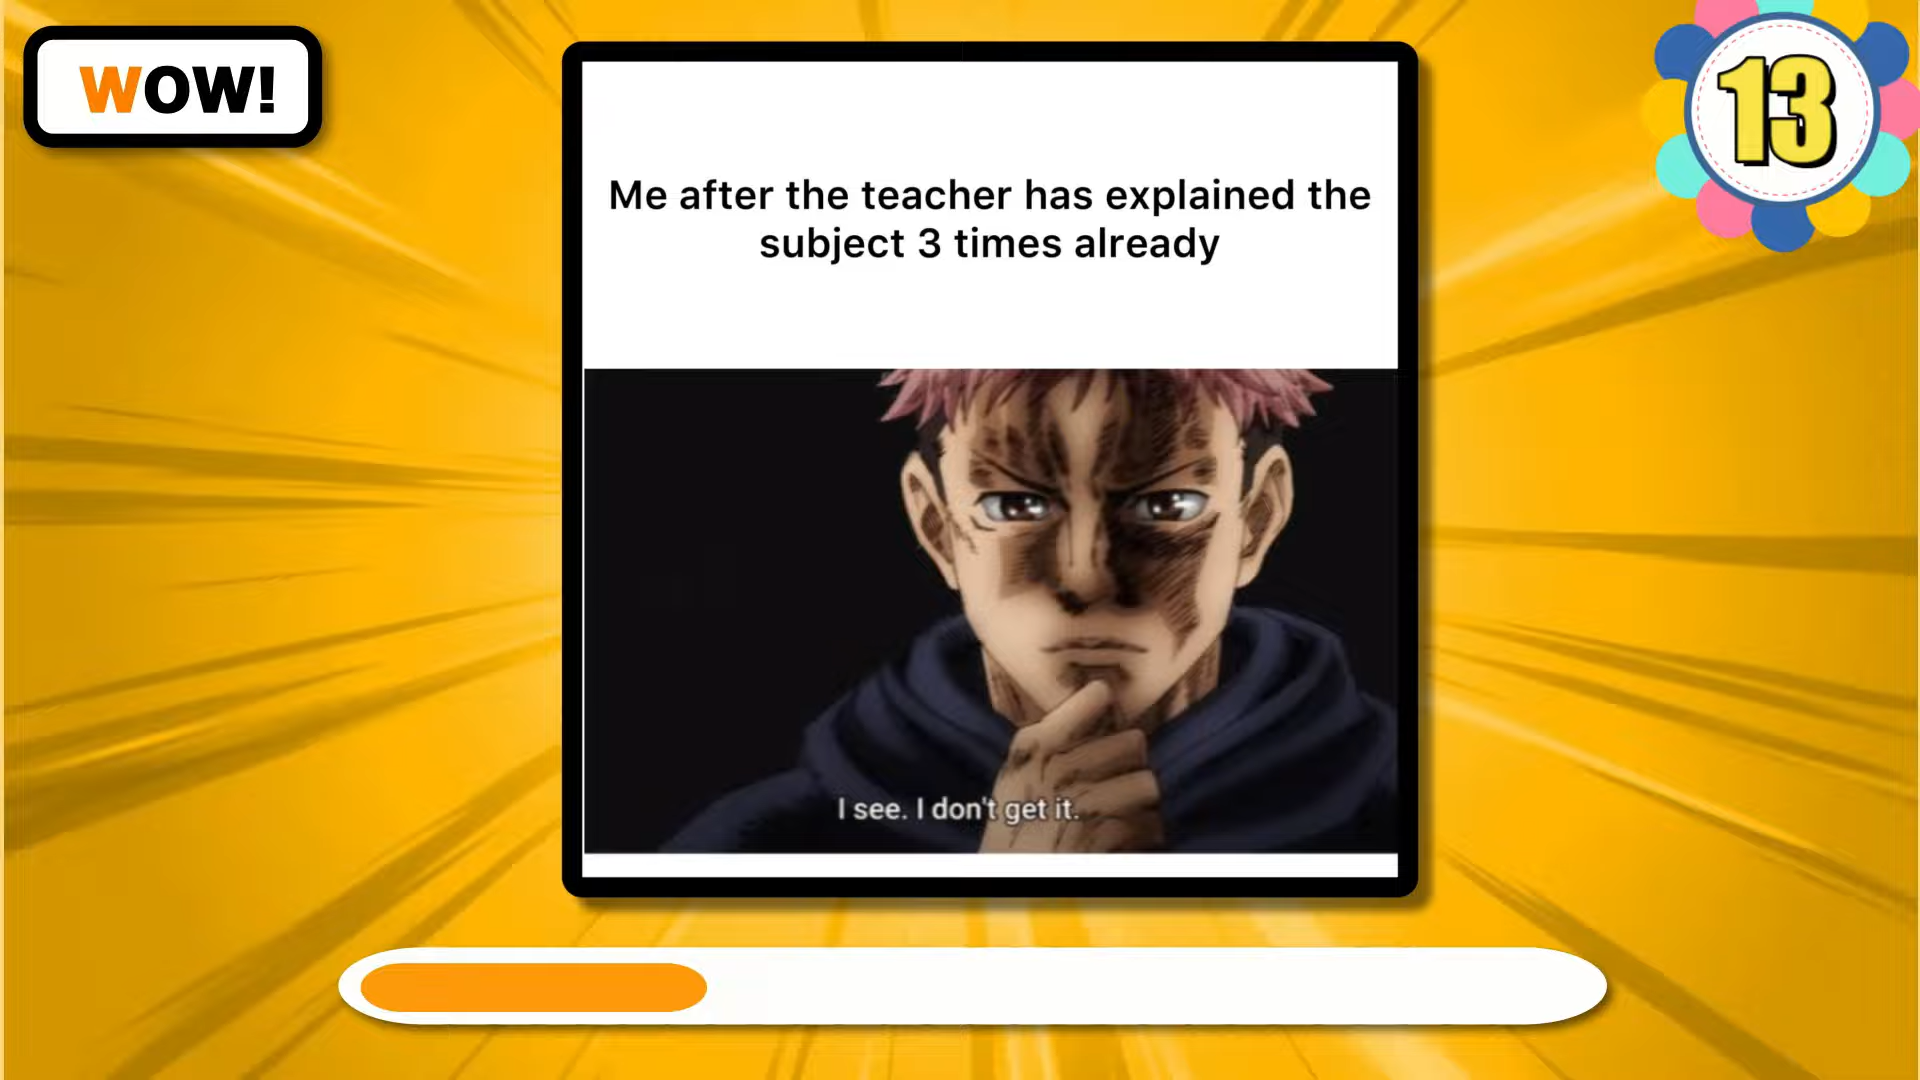 WOW!
13
Me after the teacher has explained the
subject 3 times already
I see. I don't get it.